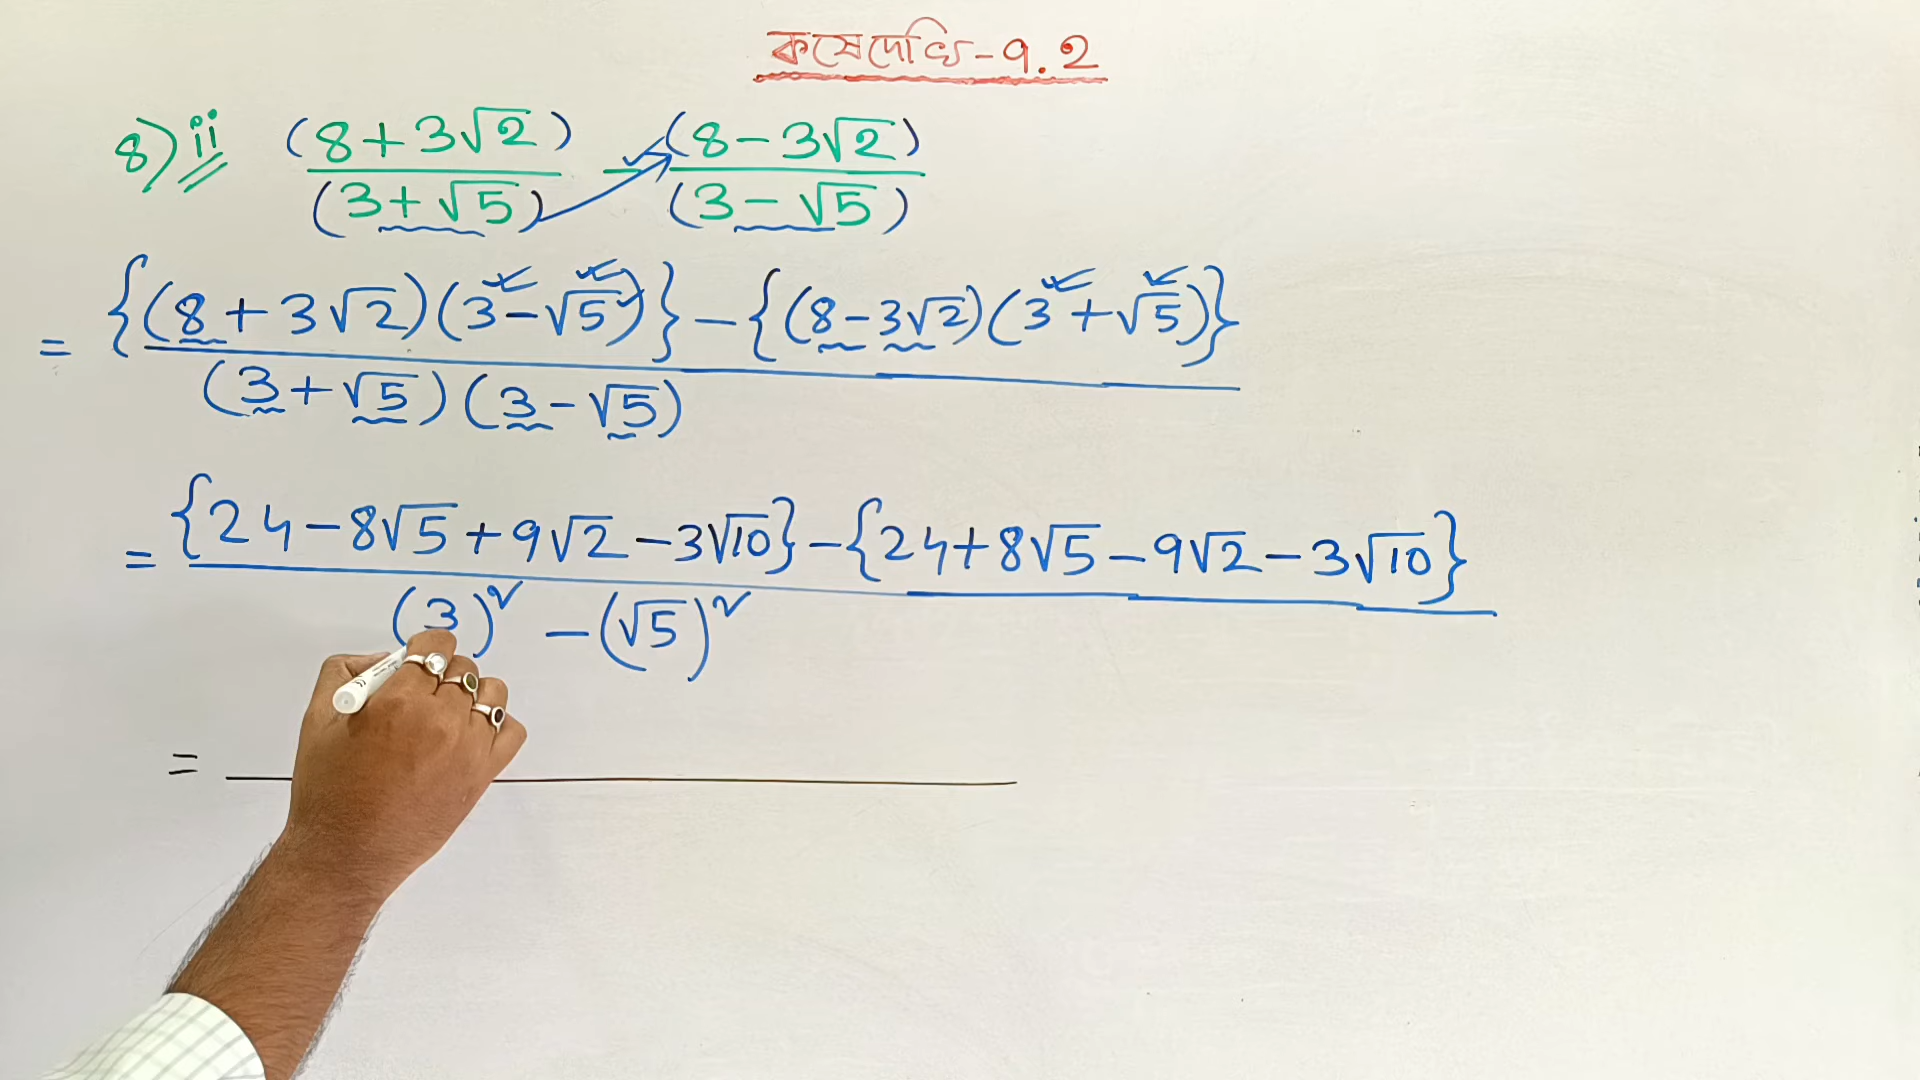 কষে দেখি - 9.2
8) ii (8+3√2)/(3+√5) - (8-3√2)/(3-√5)
= {(8+3√2)(3-√5)} - {(8-3√2)(3+√5)}
(3+√5)(3-√5)
= {24-8√5+9√2-3√10} - {24+8√5-9√2-3√10}
(3)² - (√5)²
=